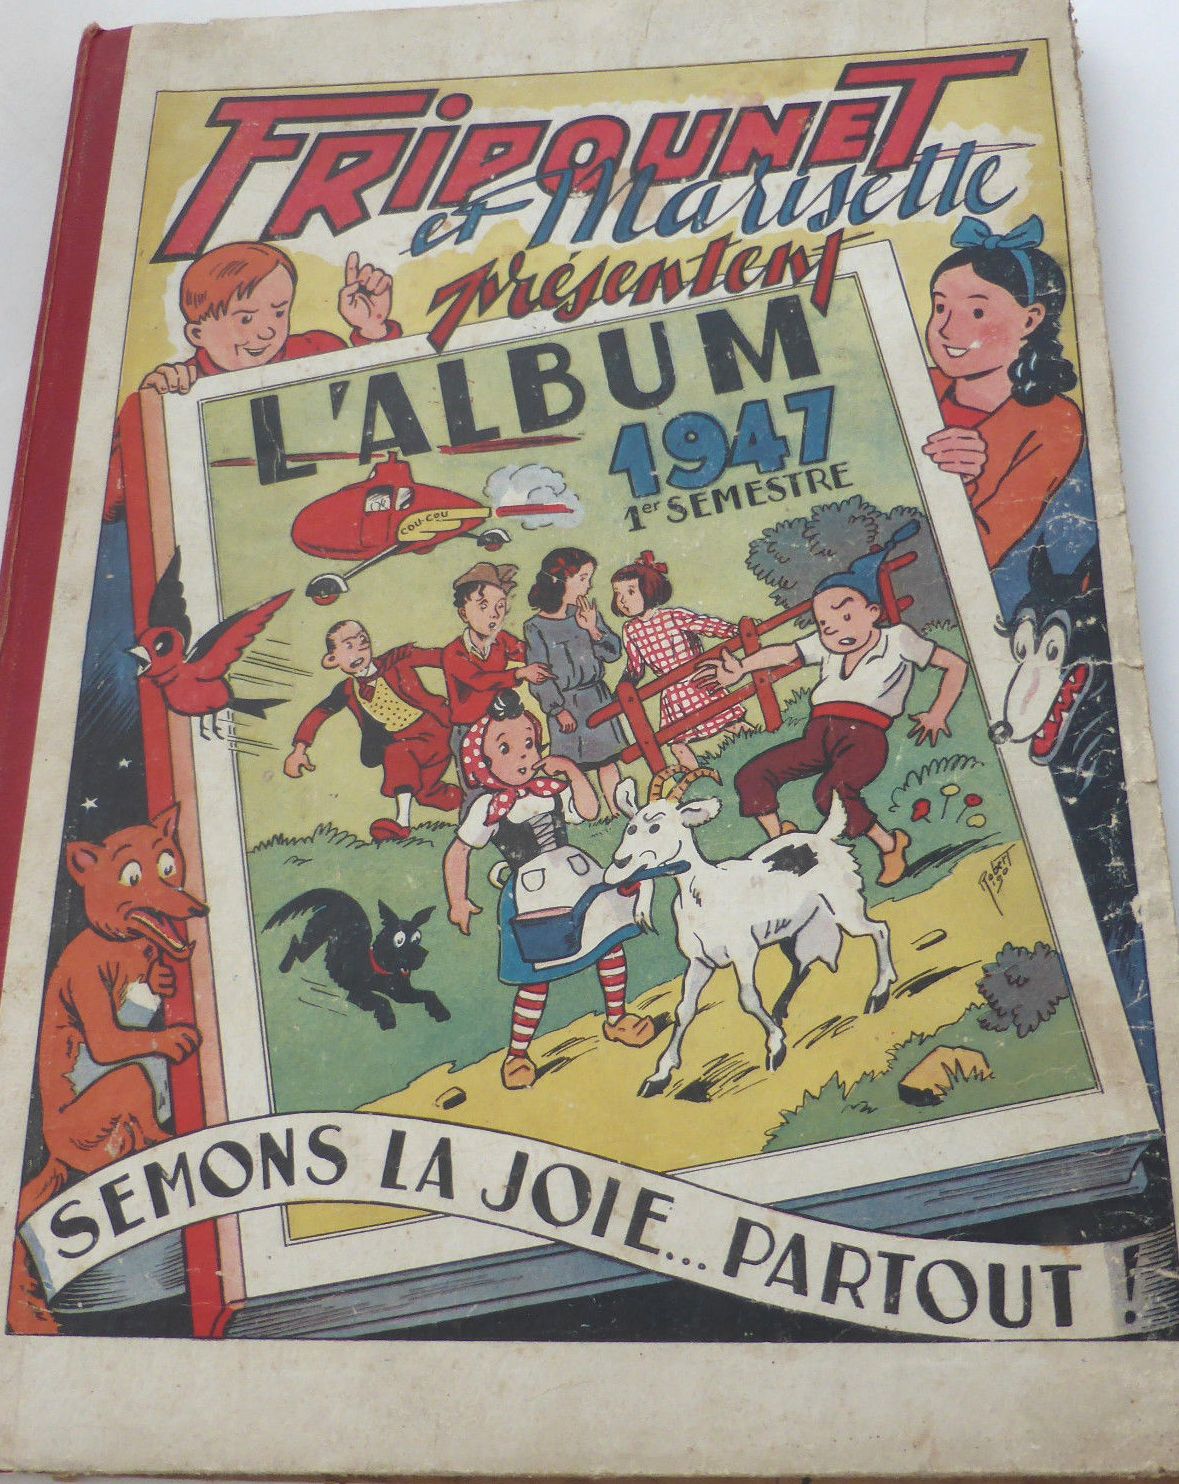 FRIPOUNET
et Marisette
présentent
L'ALBUM
1947
1er SEMESTRE
COU-COU
Robert
SEMONS LA JOIE... PARTOUT !